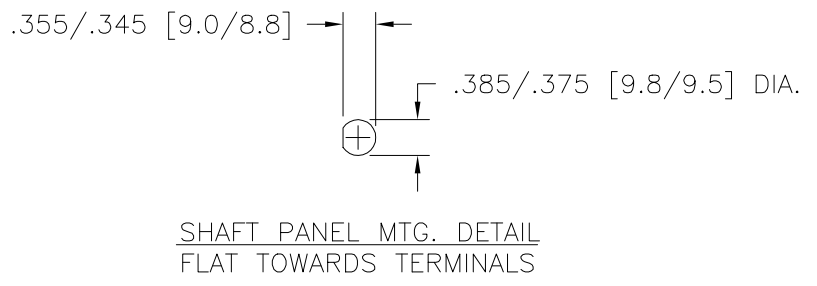 .355/.345 [9.0/8.8]
.385/.375 [9.8/9.5] DIA.
SHAFT PANEL MTG. DETAIL
FLAT TOWARDS TERMINALS